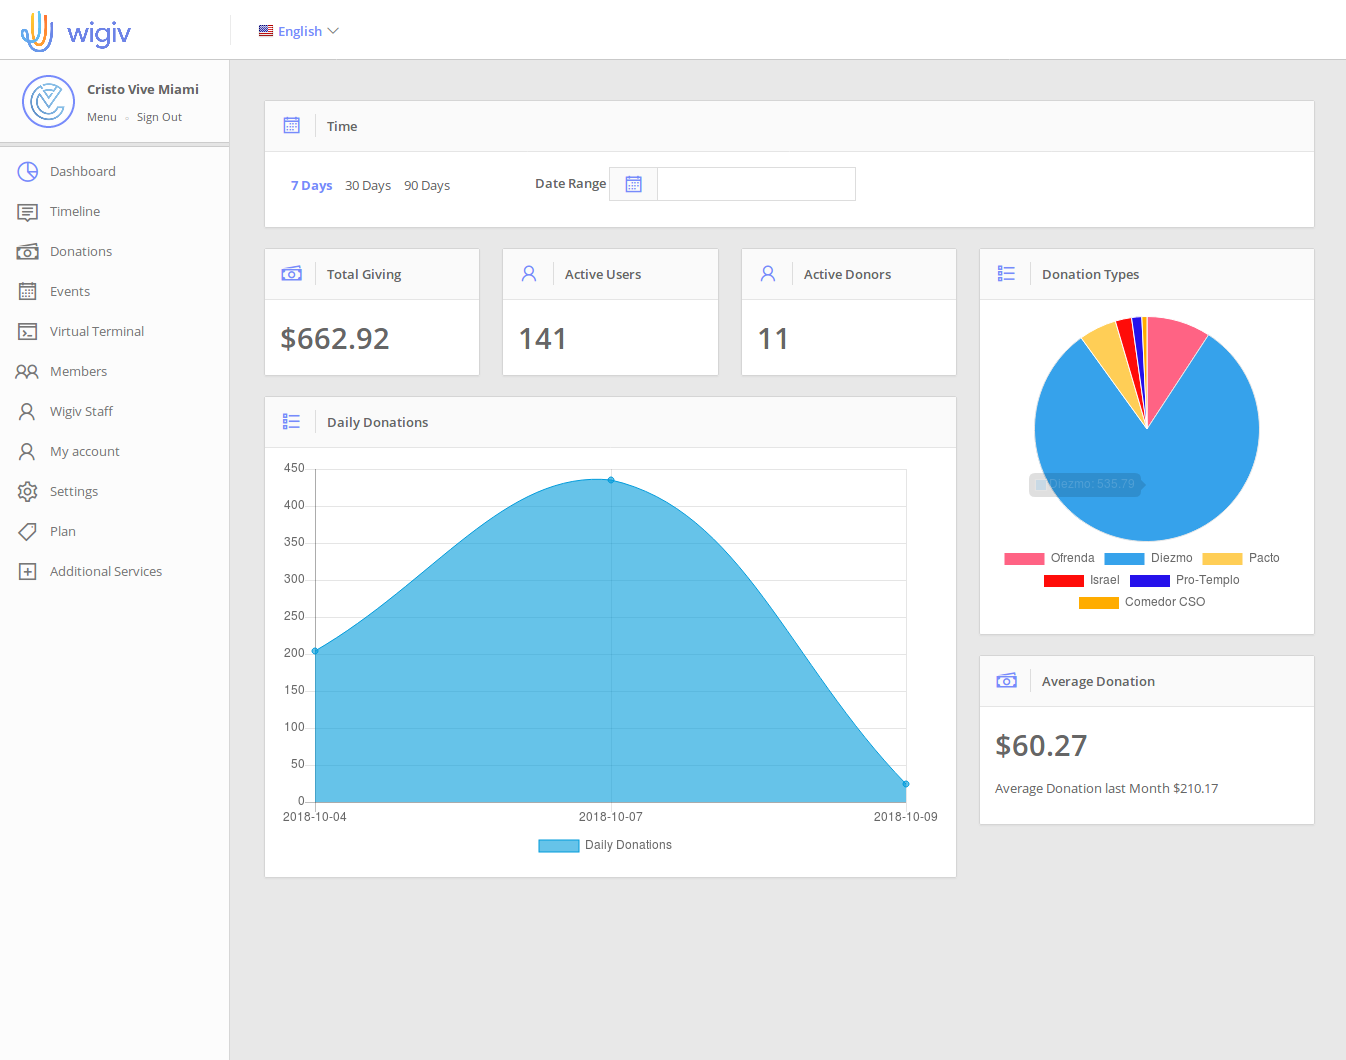 wigiv
English
Cristo Vive Miami
Menu Sign Out
Dashboard
Timeline
Donations
Events
Virtual Terminal
Members
Wigiv Staff
My account
Settings
Plan
Additional Services
Time
7 Days 30 Days 90 Days
Date Range
Total Giving
$662.92
Active Users
141
Active Donors
11
Daily Donations
450
400
350
300
250
200
150
100
50
0
2018-10-04 2018-10-07 2018-10-09
Daily Donations
Donation Types
Diezmo: 535.79
Ofrenda Diezmo Pacto
Israel Pro-Templo
Comedor CSO
Average Donation
$60.27
Average Donation last Month $210.17